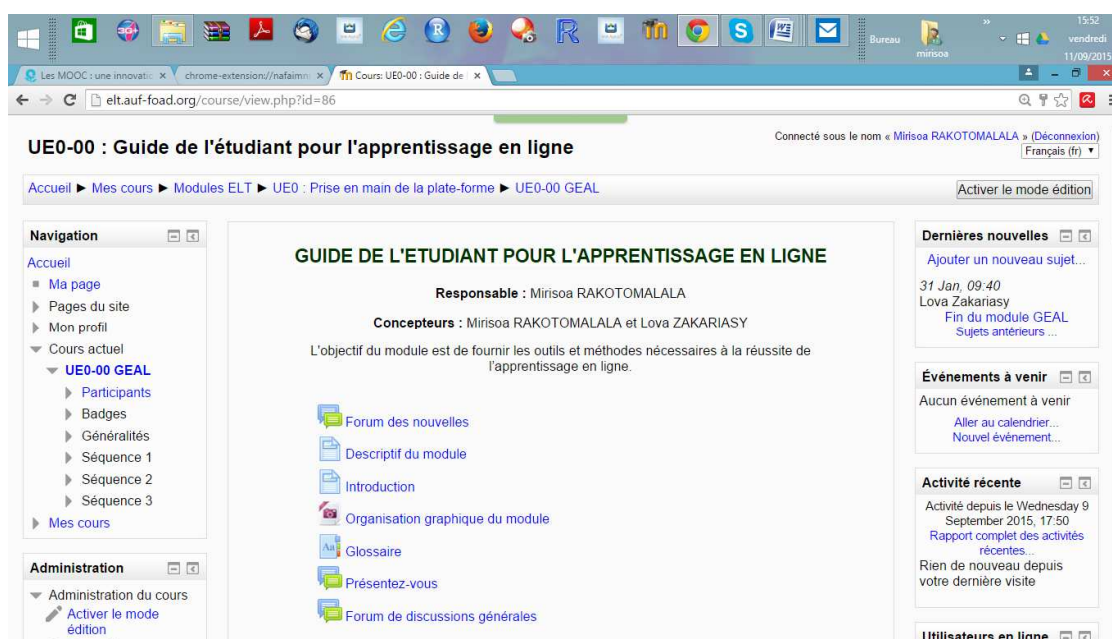 15:52
Bureau
mirisoa
vendredi
11/09/2015
Les MOOC : une innovatic
chrome-extension://nafaimn
Cours: UE0-00 : Guide de l
elt.auf-foad.org/course/view.php?id=86
UE0-00 : Guide de l'étudiant pour l'apprentissage en ligne
Connecté sous le nom « Mirisoa RAKOTOMALALA » (Déconnexion)
Français (fr)
Accueil ► Mes cours ► Modules ELT ► UE0 : Prise en main de la plate-forme ► UE0-00 GEAL
Activer le mode édition
Navigation
Accueil
Ma page
Pages du site
Mon profil
Cours actuel
UE0-00 GEAL
Participants
Badges
Généralités
Séquence 1
Séquence 2
Séquence 3
Mes cours
Administration
Administration du cours
Activer le mode
édition
GUIDE DE L'ETUDIANT POUR L'APPRENTISSAGE EN LIGNE
Responsable : Mirisoa RAKOTOMALALA
Concepteurs : Mirisoa RAKOTOMALALA et Lova ZAKARIASY
L'objectif du module est de fournir les outils et méthodes nécessaires à la réussite de
l'apprentissage en ligne.
Forum des nouvelles
Descriptif du module
Introduction
Organisation graphique du module
Glossaire
Présentez-vous
Forum de discussions générales
Dernières nouvelles
Ajouter un nouveau sujet...
31 Jan, 09:40
Lova Zakariasy
Fin du module GEAL
Sujets antérieurs ...
Événements à venir
Aucun événement à venir
Aller au calendrier...
Nouvel événement...
Activité récente
Activité depuis le Wednesday 9
September 2015, 17:50
Rapport complet des activités
récentes...
Rien de nouveau depuis
votre dernière visite
Utilisateurs en ligne